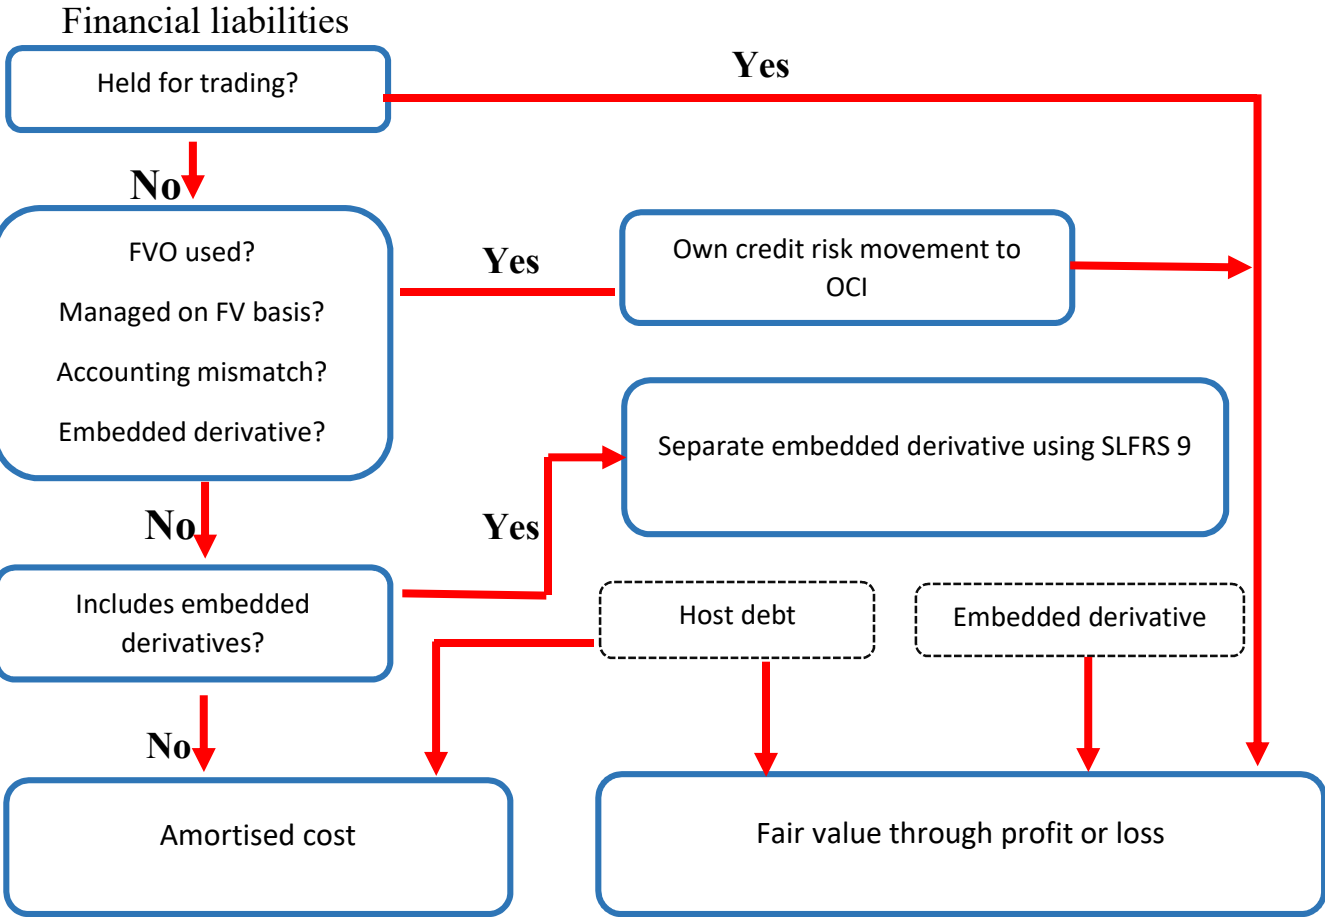 Financial liabilities
Held for trading?
Yes
No
FVO used?
Managed on FV basis?
Accounting mismatch?
Embedded derivative?
Yes
Own credit risk movement to
OCI
Separate embedded derivative using SLFRS 9
No
Yes
Includes embedded
derivatives?
Host debt
Embedded derivative
No
Amortised cost
Fair value through profit or loss